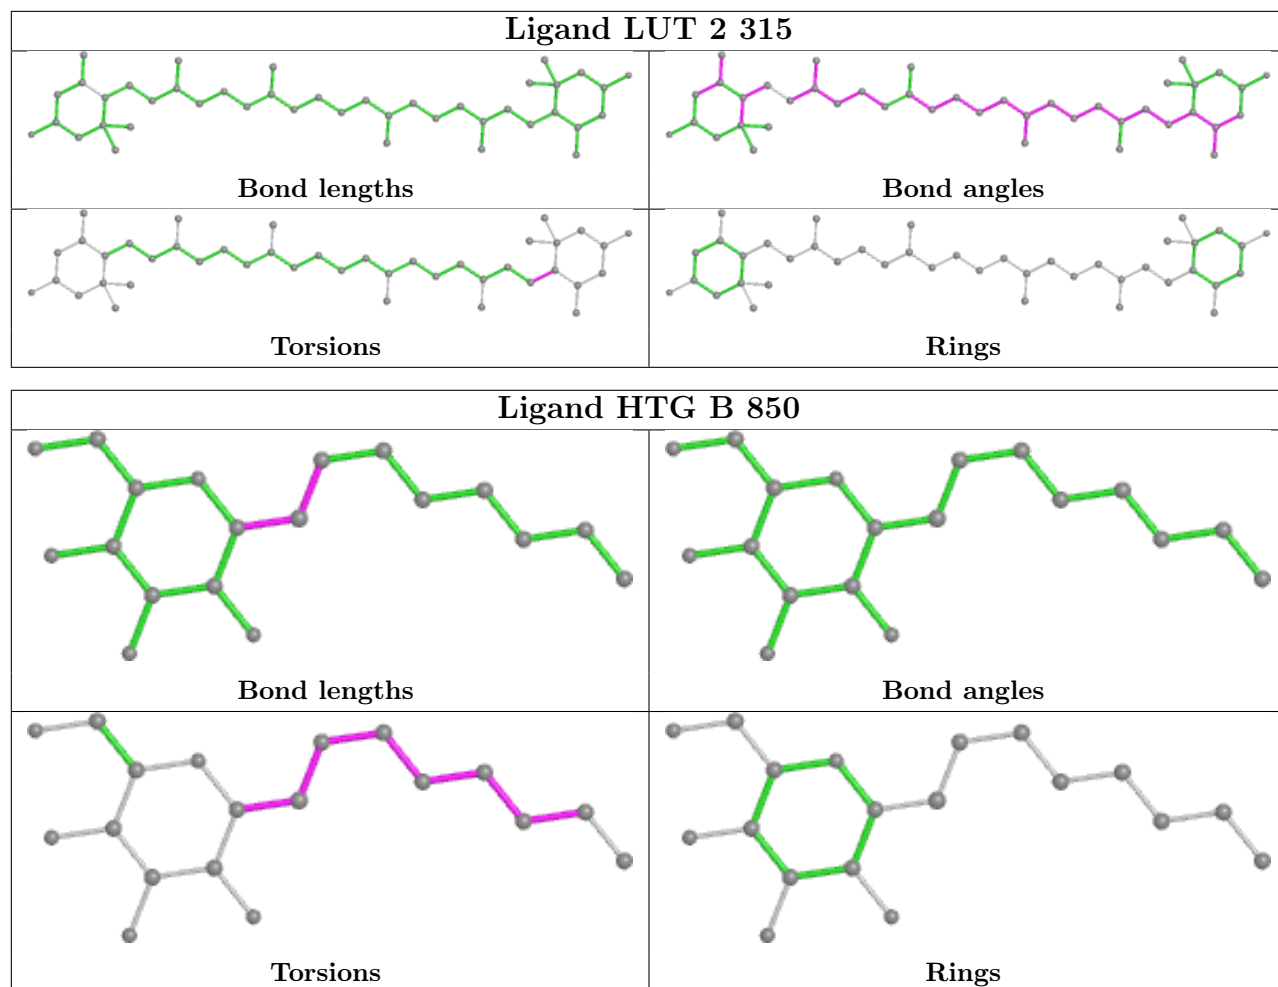 Ligand LUT 2 315
Bond lengths
Bond angles
Torsions
Rings
Ligand HTG B 850
Bond lengths
Bond angles
Torsions
Rings